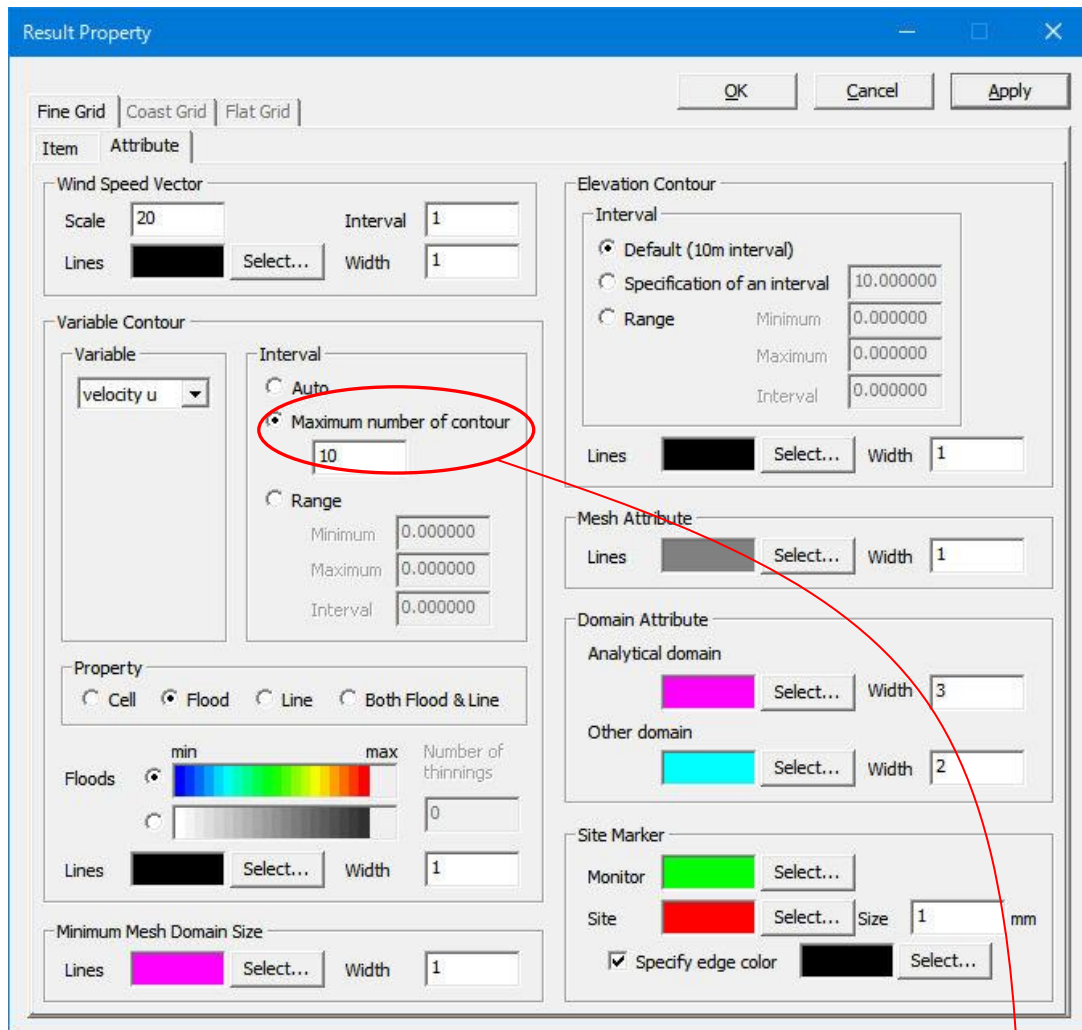 Result Property
OK Cancel Apply
Fine Grid Coast Grid Flat Grid
Item Attribute
Wind Speed Vector
Scale 20 Interval 1
Lines Select... Width 1
Variable Contour
Variable
velocity u
Interval
Auto
Maximum number of contour
10
Range
Minimum 0.000000
Maximum 0.000000
Interval 0.000000
Property
Cell Flood Line Both Flood & Line
min max Number of
thinnings
Floods
0
Lines Select... Width 1
Minimum Mesh Domain Size
Lines Select... Width 1
Elevation Contour
Interval
Default (10m interval)
Specification of an interval 10.000000
Range Minimum 0.000000
Maximum 0.000000
Interval 0.000000
Lines Select... Width 1
Mesh Attribute
Lines Select... Width 1
Domain Attribute
Analytical domain
Select... Width 3
Other domain
Select... Width 2
Site Marker
Monitor Select...
Site Select... Size 1 mm
Specify edge color Select...